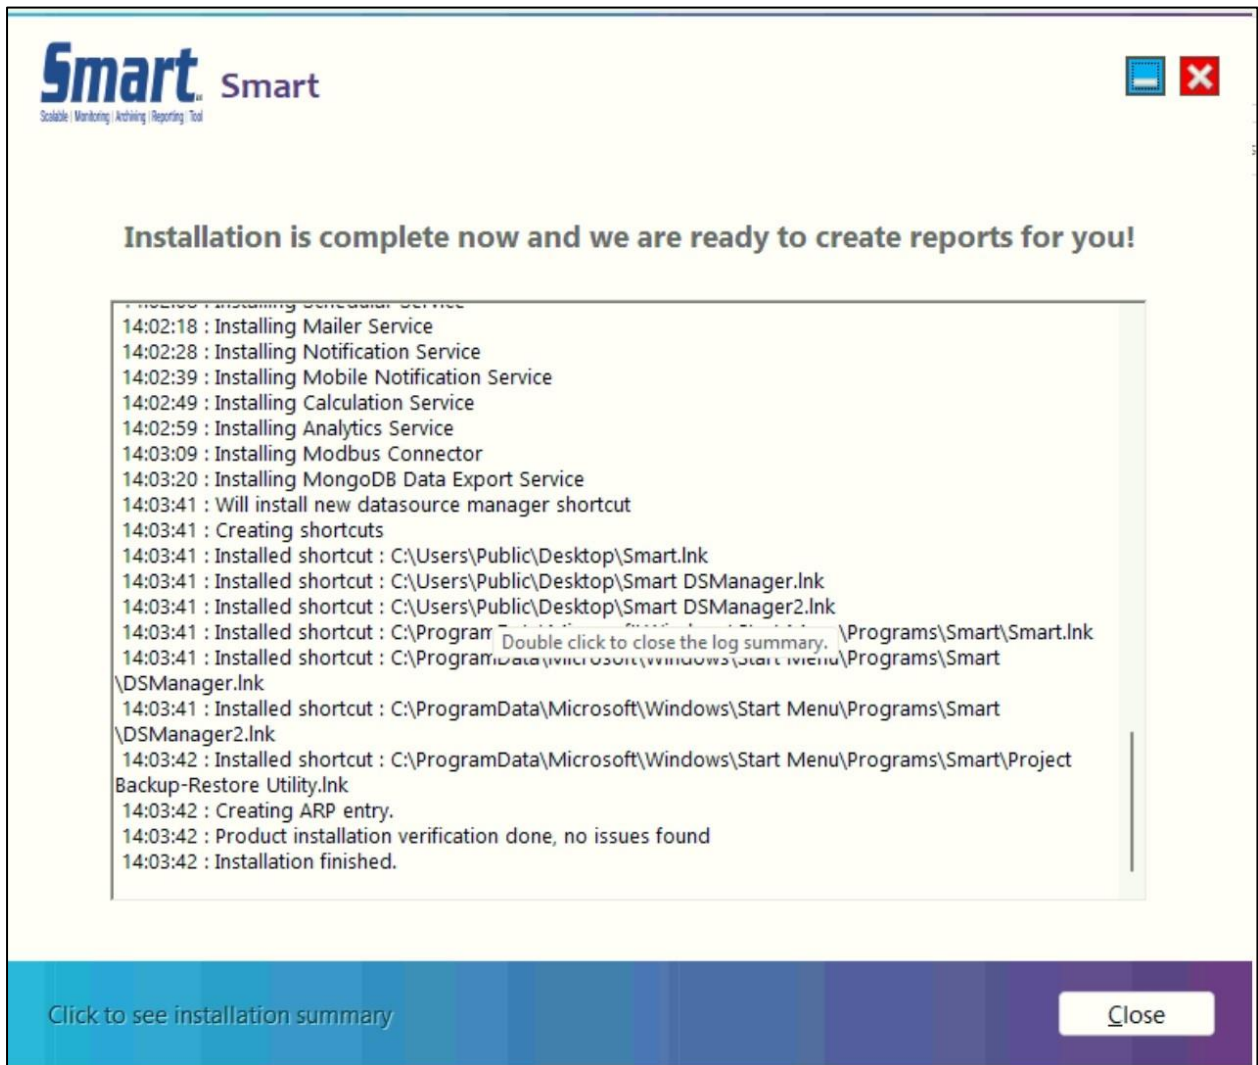 Smart
Scalable | Monitoring | Archiving | Reporting | Tool
Smart
Installation is complete now and we are ready to create reports for you!
14:02:18 : Installing Mailer Service
14:02:28 : Installing Notification Service
14:02:39 : Installing Mobile Notification Service
14:02:49 : Installing Calculation Service
14:02:59 : Installing Analytics Service
14:03:09 : Installing Modbus Connector
14:03:20 : Installing MongoDB Data Export Service
14:03:41 : Will install new datasource manager shortcut
14:03:41 : Creating shortcuts
14:03:41 : Installed shortcut : C:\Users\Public\Desktop\Smart.lnk
14:03:41 : Installed shortcut : C:\Users\Public\Desktop\Smart DSManager.lnk
14:03:41 : Installed shortcut : C:\Users\Public\Desktop\Smart DSManager2.lnk
14:03:41 : Installed shortcut : C:\Program \Programs\Smart\Smart.lnk
Double click to close the log summary.
14:03:41 : Installed shortcut : C:\ProgramData\Microsoft\Windows\Start Menu\Programs\Smart
\DSManager.lnk
14:03:41 : Installed shortcut : C:\ProgramData\Microsoft\Windows\Start Menu\Programs\Smart
\DSManager2.lnk
14:03:42 : Installed shortcut : C:\ProgramData\Microsoft\Windows\Start Menu\Programs\Smart\Project
Backup-Restore Utility.lnk
14:03:42 : Creating ARP entry.
14:03:42 : Product installation verification done, no issues found
14:03:42 : Installation finished.
Click to see installation summary
Close